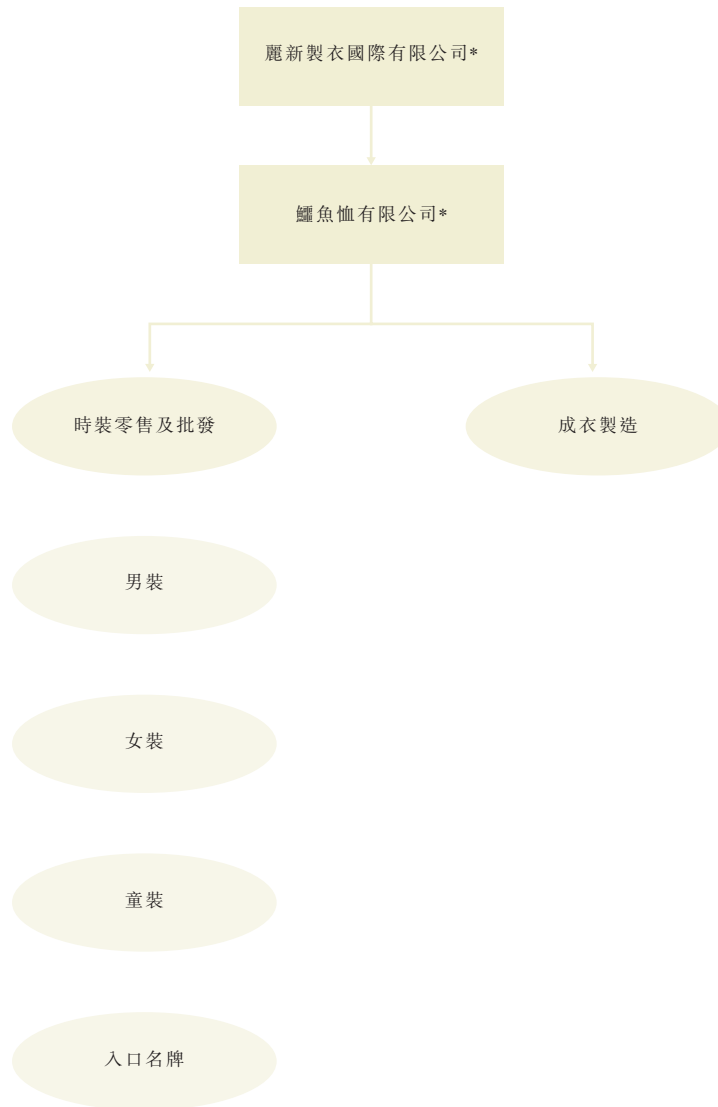 麗新製衣國際有限公司*
鱷魚恤有限公司*
時裝零售及批發
成衣製造
男裝
女裝
童裝
入口名牌